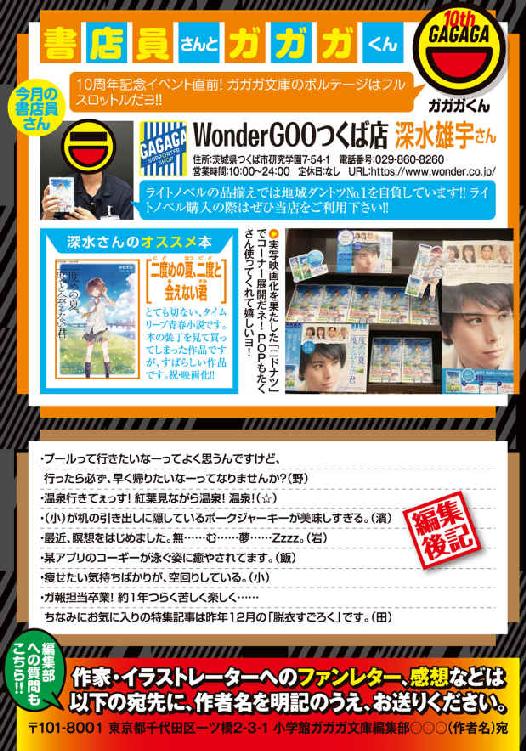 書店員さんとガガガくん
10th
GAGAGA
ガガガくん
10周年記念イベント直前!ガガガ文庫のボルテージはフル
スロットルだヨ!!
今月の
書店員
さん
GAGAGA
WonderGOOつくば店 深水雄宇さん
住所:茨城県つくば市研究学園7-54-1 電話番号:029-860-8260
営業時間:10:00~24:00 定休日:なし URL:https://www.wonder.co.jp/
ライトノベルの品揃えでは地域ダントツNo.1を自負しています!!ライ
トノベル購入の際はぜひ当店をご利用下さい!!
深水さんのオススメ本
『二度めの夏、二度と
会えない君』
とても切ない、タイム
リープ青春小説です。
本の装丁を見て買っ
てしまった作品です
が、すばらしい作品
です。祝・映画化!!
実写映画化を果たした「ニドナツ」
でコーナー展開だネ!POPもたく
さん使ってくれて嬉しいヨ!
・プールって行きたいなーってよく思うんですけど、
行ったら必ず、早く帰りたいなーってなりませんか?(野)
・温泉行きてぇっす!紅葉見ながら温泉!温泉!(☆)
・(小)が机の引き出しに隠しているポークジャーキーが美味しすぎる。(濱)
・最近、瞑想をはじめました。無……む……夢……Zzzz。(岩)
・某アプリのコーギーが泳ぐ姿に癒やされてます。(飯)
・痩せたい気持ちばかりが、空回りしている。(小)
・ガ報担当卒業!約1年つらく苦しく楽しく……
ちなみにお気に入りの特集記事は昨年12月の「脱衣すごろく」です。(田)
編集
後記
編集部
への質問も
こちら!!
作家・イラストレーターへのファンレター、感想などは
以下の宛先に、作者名を明記のうえ、お送りください。
〒101-8001 東京都千代田区一ツ橋2-3-1 小学館ガガガ文庫編集部○○○(作者名)宛